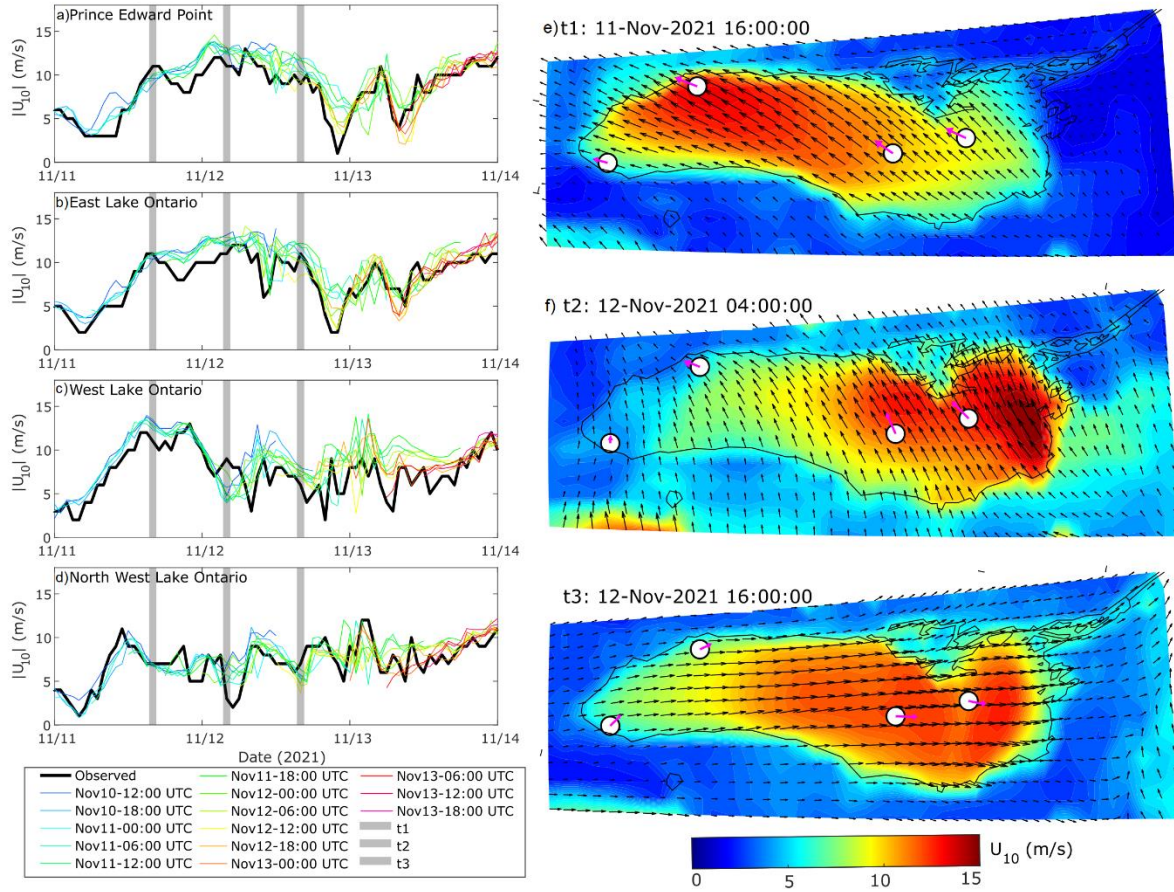 a)Prince Edward Point
|U10| (m/s)
15
10
5
0
11/11
11/12
11/13
11/14
b)East Lake Ontario
|U10| (m/s)
15
10
5
0
11/11
11/12
11/13
11/14
c)West Lake Ontario
|U10| (m/s)
15
10
5
0
11/11
11/12
11/13
11/14
d)North West Lake Ontario
|U10| (m/s)
15
10
5
0
11/11
11/12
11/13
11/14
Date (2021)
Observed
Nov10-12:00 UTC
Nov10-18:00 UTC
Nov11-00:00 UTC
Nov11-06:00 UTC
Nov11-12:00 UTC
Nov11-18:00 UTC
Nov12-00:00 UTC
Nov12-06:00 UTC
Nov12-12:00 UTC
Nov12-18:00 UTC
Nov13-00:00 UTC
Nov13-06:00 UTC
Nov13-12:00 UTC
Nov13-18:00 UTC
t1
t2
t3
e)t1: 11-Nov-2021 16:00:00
f) t2: 12-Nov-2021 04:00:00
t3: 12-Nov-2021 16:00:00
U10 (m/s)
0
5
10
15